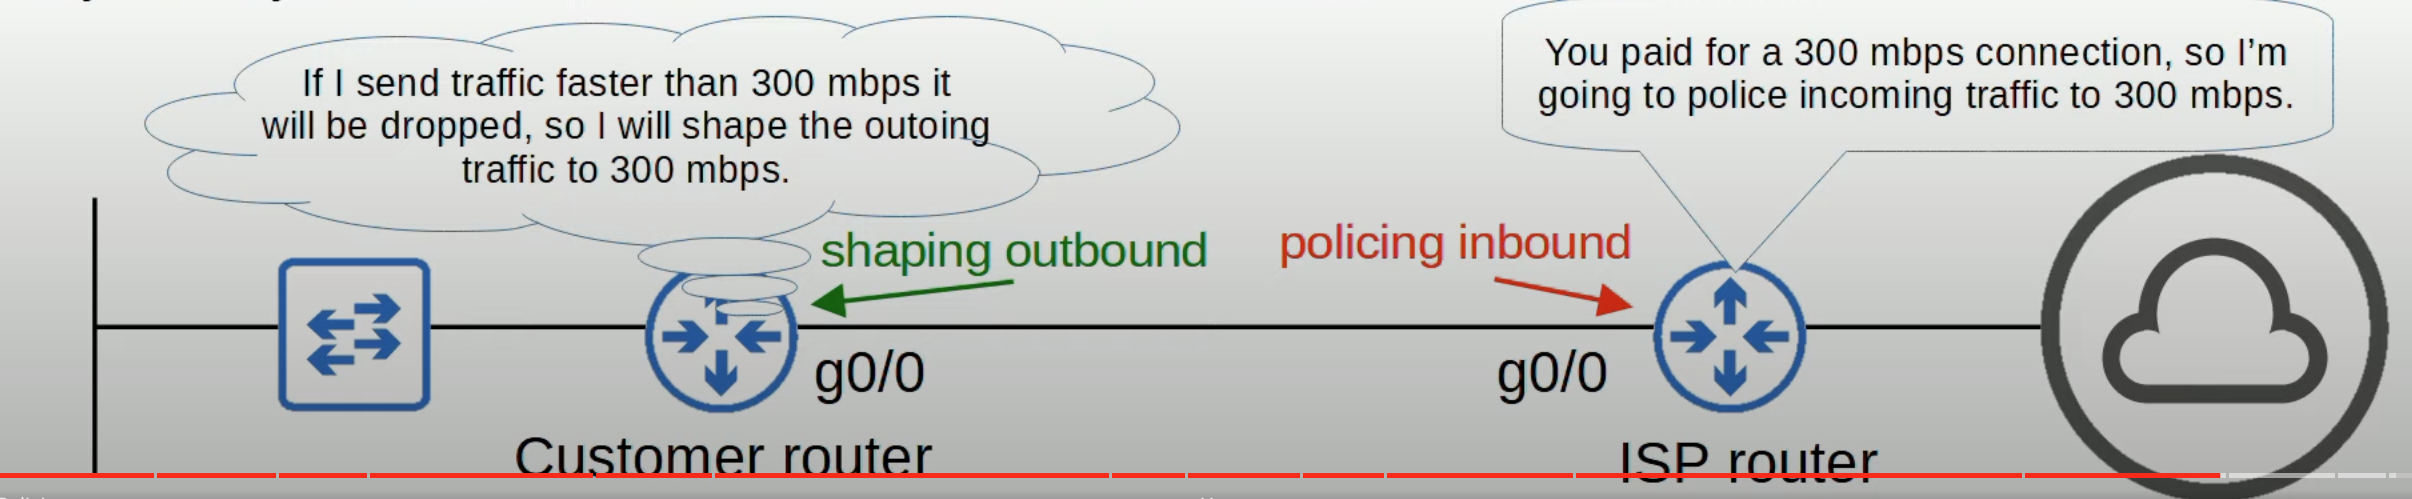 If I send traffic faster than 300 mbps it
will be dropped, so I will shape the outoing
traffic to 300 mbps.
You paid for a 300 mbps connection, so I'm
going to police incoming traffic to 300 mbps.
shaping outbound
policing inbound
g0/0
g0/0
Customer router
ISP router